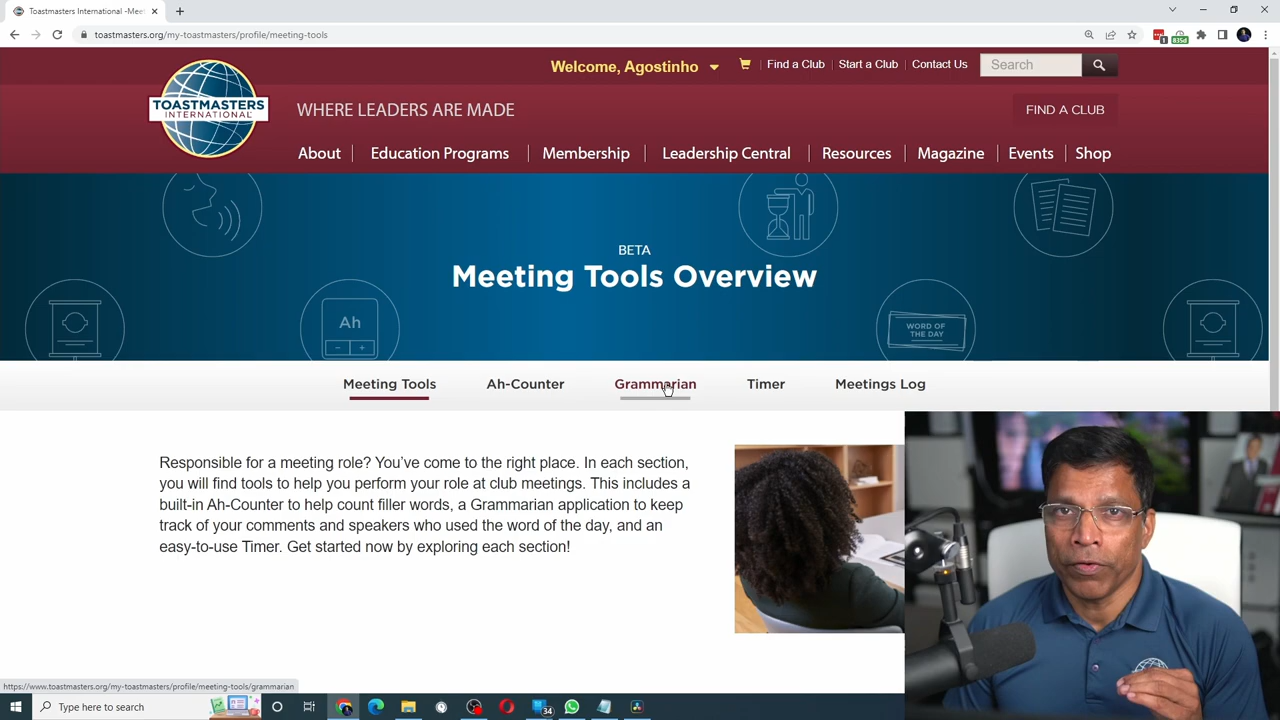 Toastmasters International -Meet
toastmasters.org/my-toastmasters/profile/meeting-tools
1
835d
Welcome, Agostinho
Find a Club
Start a Club
Contact Us
Search
TOASTMASTERS
INTERNATIONAL
WHERE LEADERS ARE MADE
FIND A CLUB
About
Education Programs
Membership
Leadership Central
Resources
Magazine
Events
Shop
BETA
Meeting Tools Overview
Ah
WORD OF
THE DAY
Meeting Tools
Ah-Counter
Grammarian
Timer
Meetings Log
Responsible for a meeting role? You’ve come to the right place. In each section,
you will find tools to help you perform your role at club meetings. This includes a
built-in Ah-Counter to help count filler words, a Grammarian application to keep
track of your comments and speakers who used the word of the day, and an
easy-to-use Timer. Get started now by exploring each section!
https://www.toastmasters.org/my-toastmasters/profile/meeting-tools/grammarian
Type here to search
34